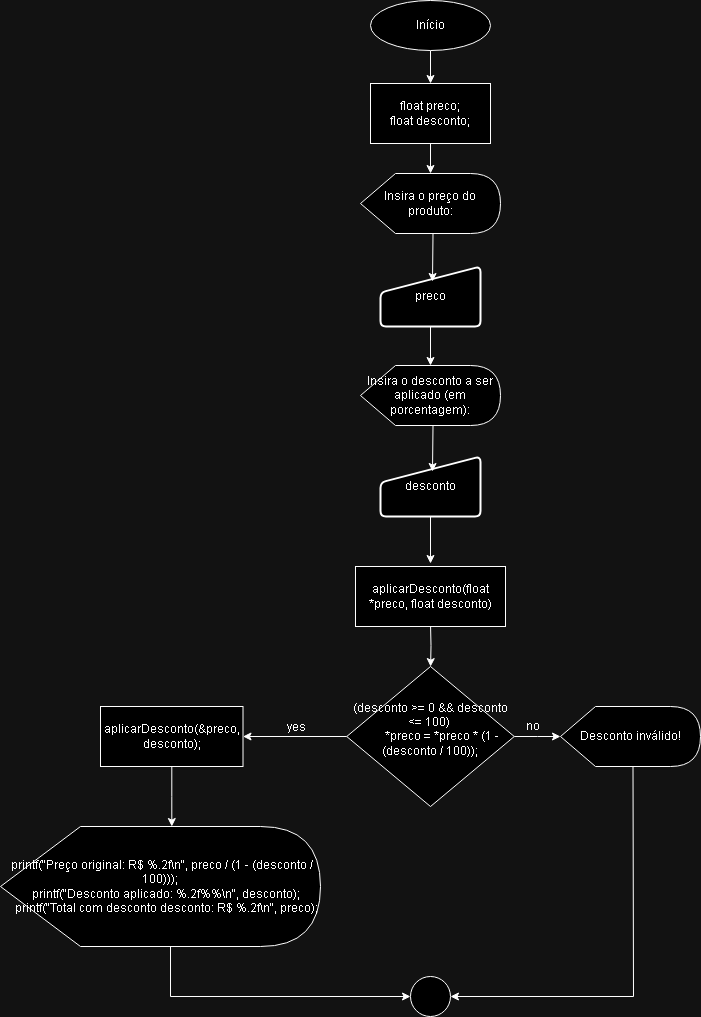 Início
float preco;
float desconto;
Insira o preço do
produto:
preco
Insira o desconto a ser
aplicado (em
porcentagem):
desconto
aplicarDesconto(float
*preco, float desconto)
(desconto >= 0 && desconto
<= 100)
*preco = *preco * (1 -
(desconto / 100));
yes
no
aplicarDesconto(&preco,
desconto);
Desconto inválido!
printf("Preço original: R$ %.2f\n", preco / (1 - (desconto /
100)));
printf("Desconto aplicado: %.2f%%\n", desconto);
printf("Total com desconto desconto: R$ %.2f\n", preco);